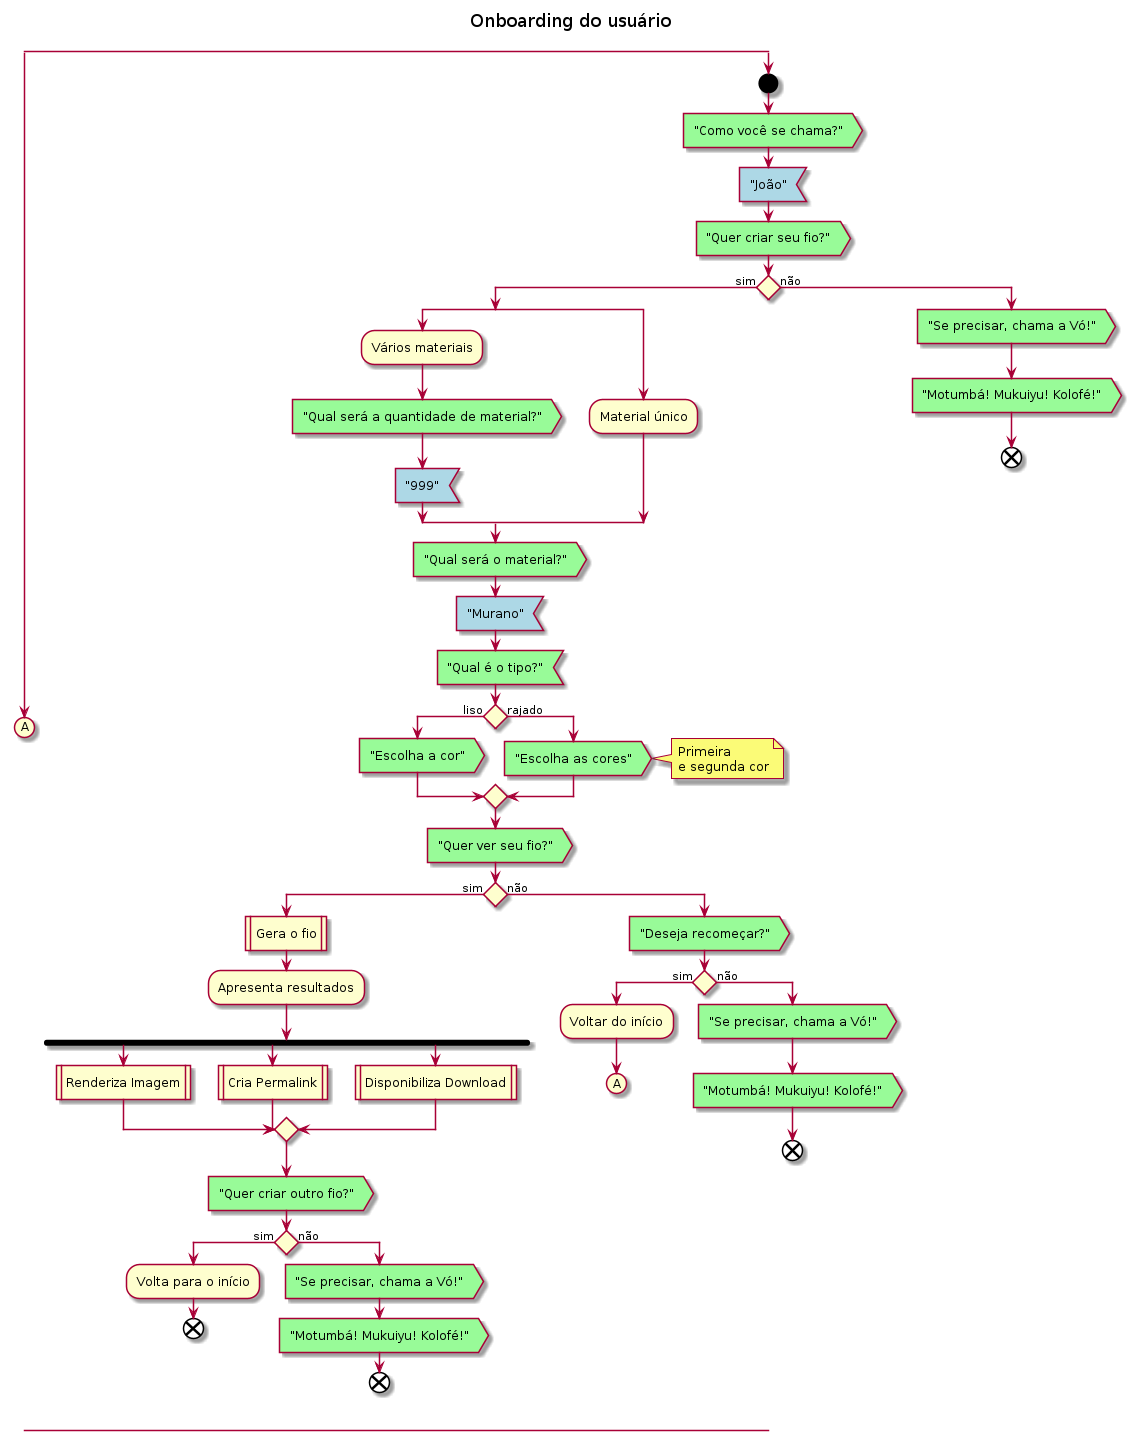 Onboarding do usuário
"Como você se chama?"
"João"
"Quer criar seu fio?"
sim
não
"Se precisar, chama a Vó!"
"Motumbá! Mukuiyu! Kolofé!"
Vários materiais
"Qual será a quantidade de material?"
"999"
Material único
"Qual será o material?"
"Murano"
"Qual é o tipo?"
liso
rajado
A
"Escolha a cor"
"Escolha as cores"
Primeira
e segunda cor
"Quer ver seu fio?"
sim
não
Gera o fio
Apresenta resultados
Renderiza Imagem
Cria Permalink
Disponibiliza Download
"Deseja recomeçar?"
sim
não
Voltar do início
A
"Se precisar, chama a Vó!"
"Motumbá! Mukuiyu! Kolofé!"
"Quer criar outro fio?"
sim
não
Volta para o início
"Se precisar, chama a Vó!"
"Motumbá! Mukuiyu! Kolofé!"